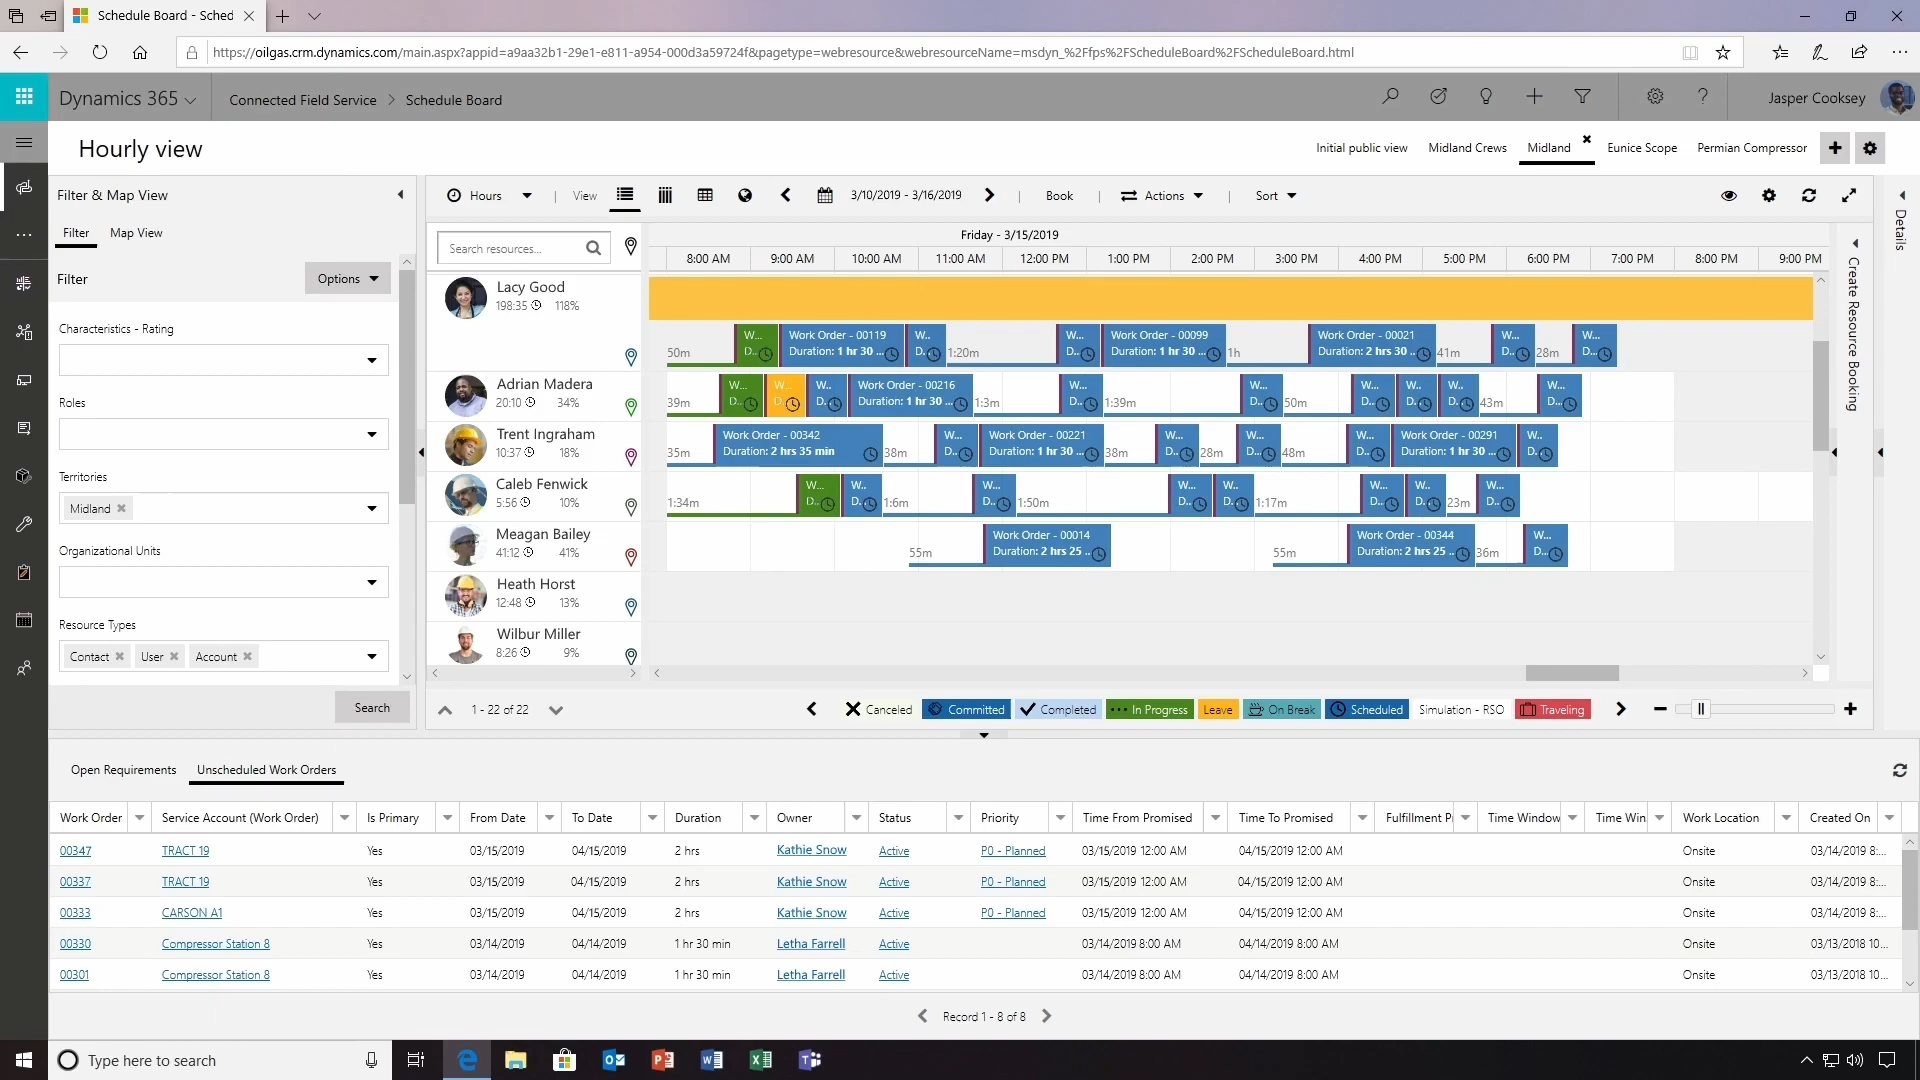 Schedule Board - Sched
https://oilgas.crm.dynamics.com/main.aspx?appid=a9aa32b1-29e1-e811-a954-000d3a59724f&pagetype=webresource&webresourceName=msdyn_%2Ffps%2FScheduleBoard%2FScheduleBoard.html
Dynamics 365 Connected Field Service > Schedule Board
Jasper Cooksey
Hourly view
Initial public view Midland Crews Midland Eunice Scope Permian Compressor
Filter & Map View
Filter Map View
Filter Options
Characteristics - Rating
Roles
Territories
Midland
Organizational Units
Resource Types
Contact User Account
Search
Hours View 3/10/2019 - 3/16/2019 Book Actions Sort
Details
Create Resource Booking
Search resources...
Friday - 3/15/2019
8:00 AM 9:00 AM 10:00 AM 11:00 AM 12:00 PM 1:00 PM 2:00 PM 3:00 PM 4:00 PM 5:00 PM 6:00 PM 7:00 PM 8:00 PM 9:00 PM
Lacy Good
198:35 118%
W... Work Order - 00119 W.. W... Work Order - 00099 Work Order - 00021 W... W...
50m D.. Duration: 1 hr 30 ... D.. 1:20m D.. Duration: 1 hr 30 ... 1h Duration: 2 hrs 30 ... 41m D.. 28m D..
Adrian Madera
20:10 34%
W... W... W.. Work Order - 00216 W... W... W... W.. W.. W...
39m D.. D.. D.. Duration: 1 hr 30 ... 1:3m D.. 1:39m D.. 50m D.. D.. D.. 43m D..
Trent Ingraham
10:37 18%
Work Order - 00342 W... Work Order - 00221 W... W... W... Work Order - 00291 W..
35m Duration: 2 hrs 35 min 38m D.. Duration: 1 hr 30 ... 38m D.. 28m D.. 48m D.. Duration: 1 hr 30 ... D..
Caleb Fenwick
5:56 10%
W... W.. W... W... W.. W... W.. W...
1:34m D.. D.. 1:6m D.. 1:50m D.. D.. 1:17m D.. D.. 23m D..
Meagan Bailey
41:12 41%
Work Order - 00014 Work Order - 00344 W...
55m Duration: 2 hrs 25 .. 55m Duration: 2 hrs 25 .. 36m D...
Heath Horst
12:48 13%
Wilbur Miller
8:26 9%
1 - 22 of 22
Canceled Committed Completed In Progress Leave On Break Scheduled Simulation - RSO Traveling
Open Requirements Unscheduled Work Orders
Work Order Service Account (Work Order) Is Primary From Date To Date Duration Owner Status Priority Time From Promised Time To Promised Fulfillment P Time Window Time Win. Work Location Created On
00347 TRACT 19 Yes 03/15/2019 04/15/2019 2 hrs Kathie Snow Active P0 - Planned 03/15/2019 12:00 AM 04/15/2019 12:00 AM Onsite 03/14/2019 8:...
00337 TRACT 19 Yes 03/15/2019 04/15/2019 2 hrs Kathie Snow Active P0 - Planned 03/15/2019 12:00 AM 04/15/2019 12:00 AM Onsite 03/14/2019 8:...
00333 CARSON A1 Yes 03/15/2019 04/15/2019 2 hrs Kathie Snow Active P0 - Planned 03/15/2019 12:00 AM 04/15/2019 12:00 AM Onsite 03/14/2019 8:...
00330 Compressor Station 8 Yes 03/14/2019 04/14/2019 1 hr 30 min Letha Farrell Active 03/14/2019 8:00 AM 04/14/2019 8:00 AM Onsite 03/13/2018 10...
00301 Compressor Station 8 Yes 03/14/2019 04/14/2019 1 hr 30 min Letha Farrell Active 03/14/2019 8:00 AM 04/14/2019 8:00 AM Onsite 03/13/2018 10...
Record 1 - 8 of 8
Type here to search